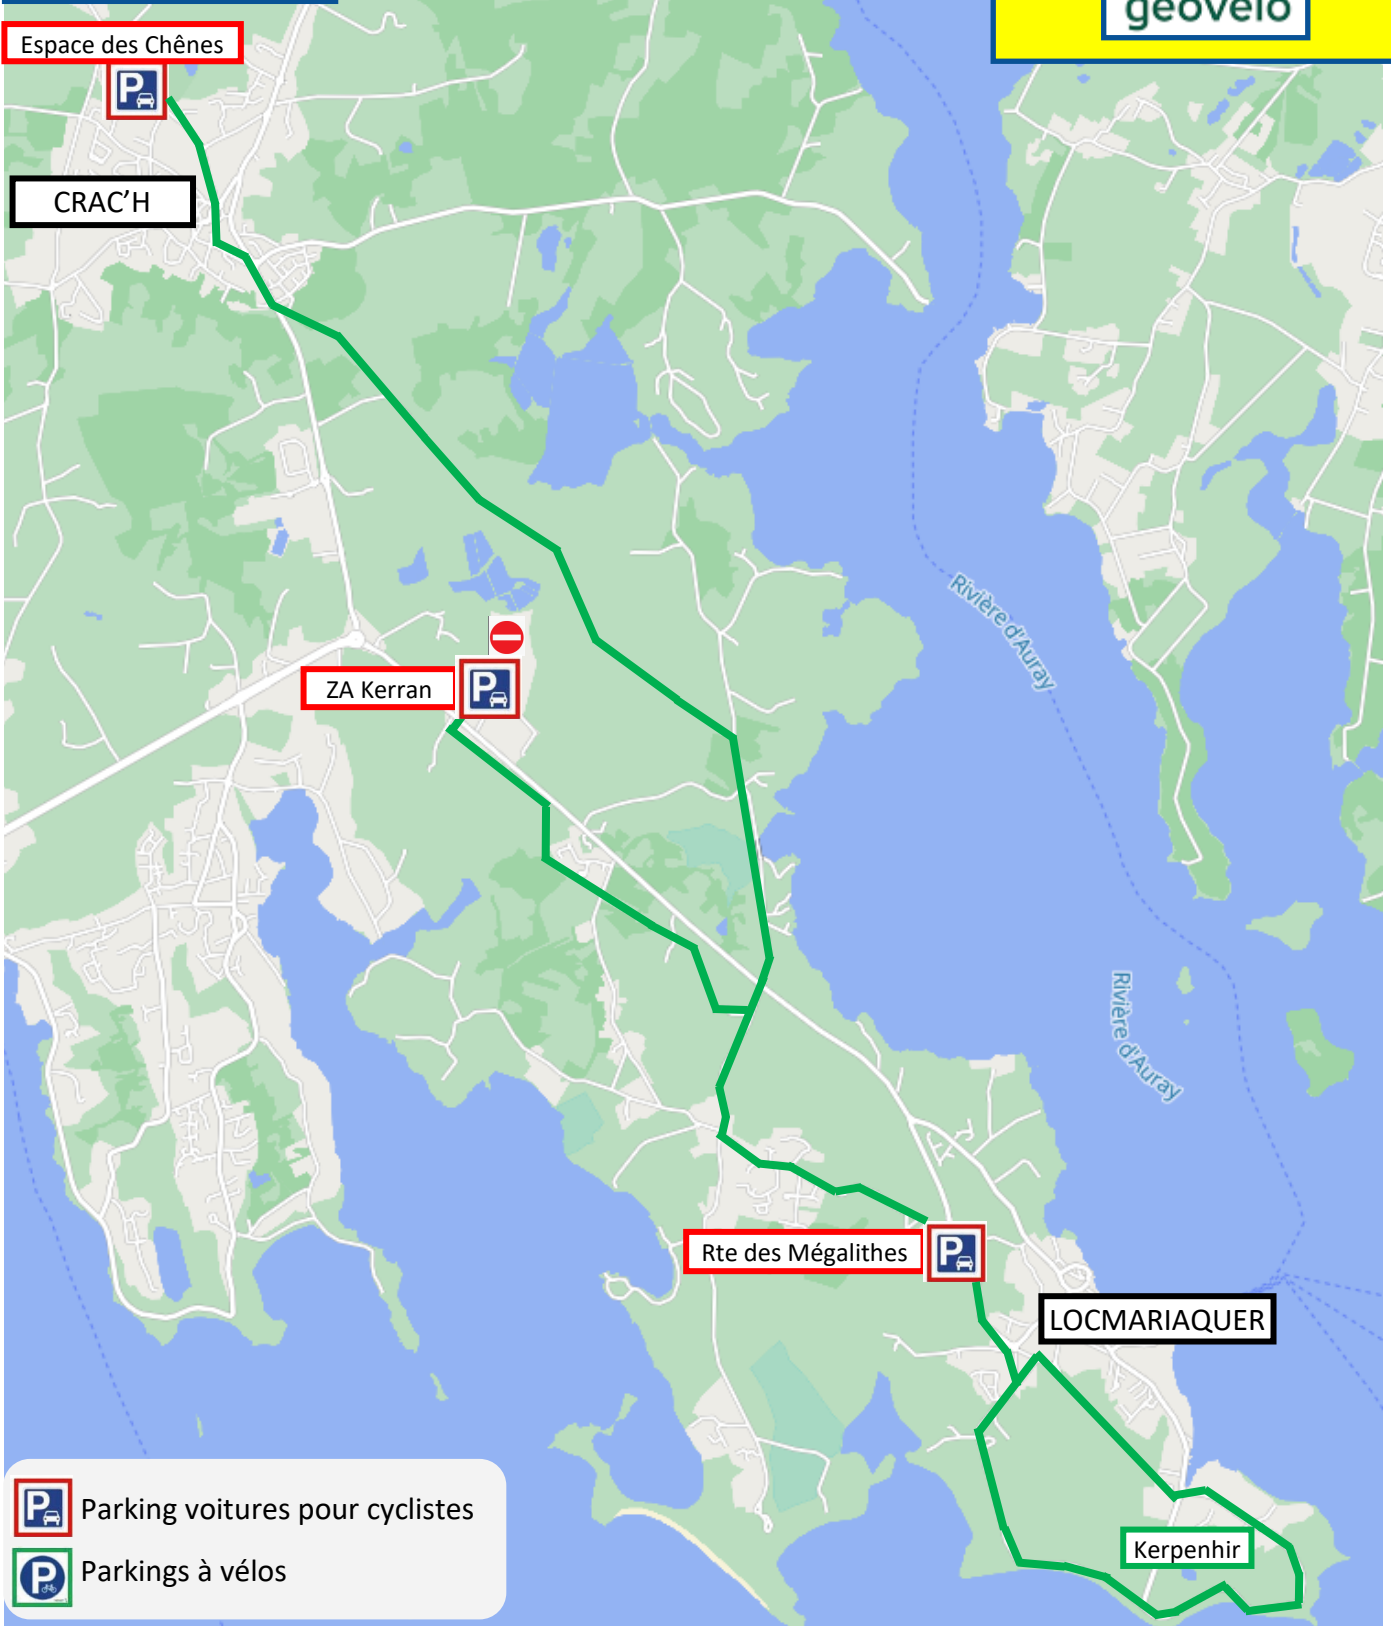 geovelo
Espace des Chênes
P
CRAC'H
Rivière d'Auray
ZA Kerran
P
Rivière d'Auray
Rte des Mégalithes
P
LOCMARIAQUER
Kerpenhir
P Parking voitures pour cyclistes
P Parkings à vélos